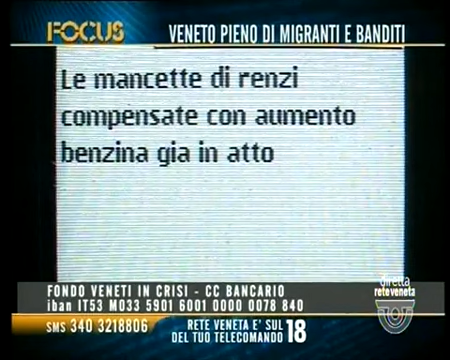 FOCUS
VENETO PIENO DI MIGRANTI E BANDITI
Le mancette di renzi
compensate con aumento
benzina gia in atto
diretta
reteveneta
FONDO VENETI IN CRISI - CC BANCARIO
iban IT53 M033 5901 6001 0000 0078 840
SMS 340 3218806
RETE VENETA E' SUL
DEL TUO TELECOMANDO 18